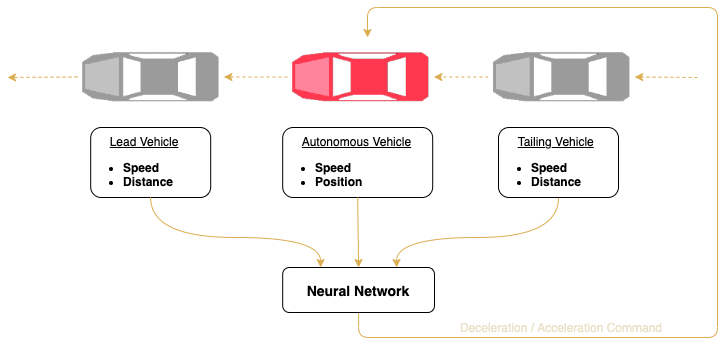 Lead Vehicle
• Speed
• Distance
Autonomous Vehicle
• Speed
• Position
Tailing Vehicle
• Speed
• Distance
Neural Network
Deceleration / Acceleration Command